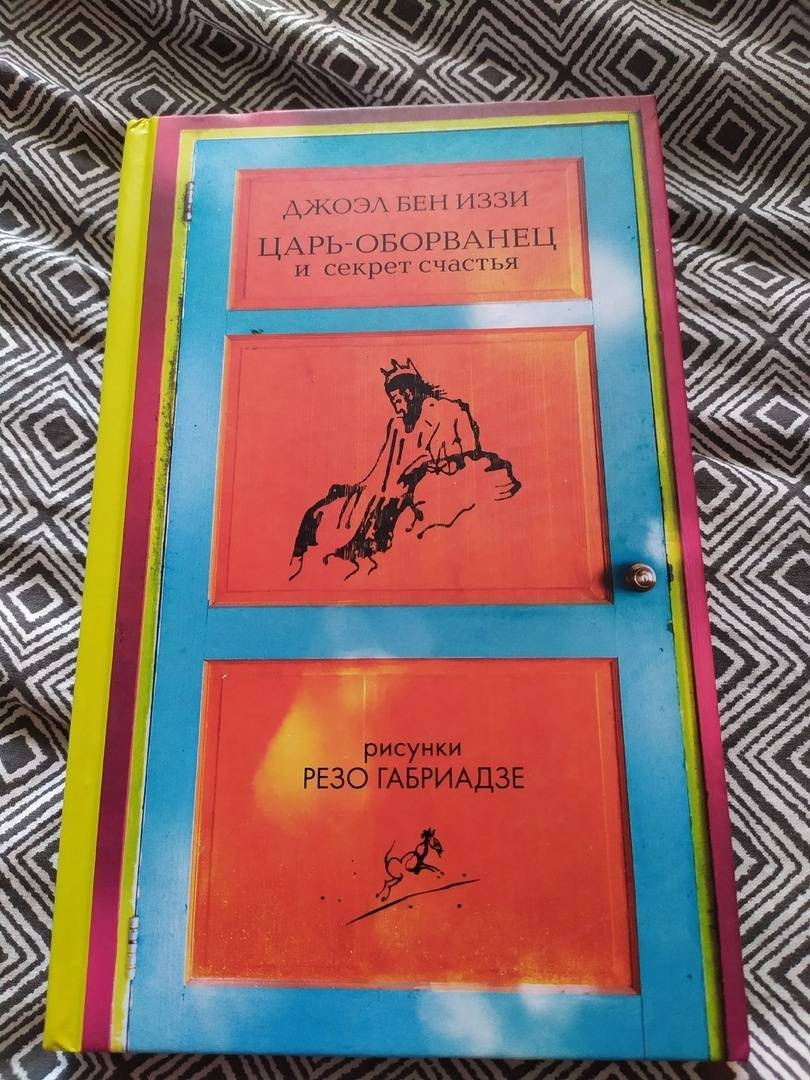 ДЖОЭЛ БЕН ИЗЗИ
ЦАРЬ-ОБОРВАНЕЦ
и секрет счастья
рисунки
РЕЗО ГАБРИАДЗЕ